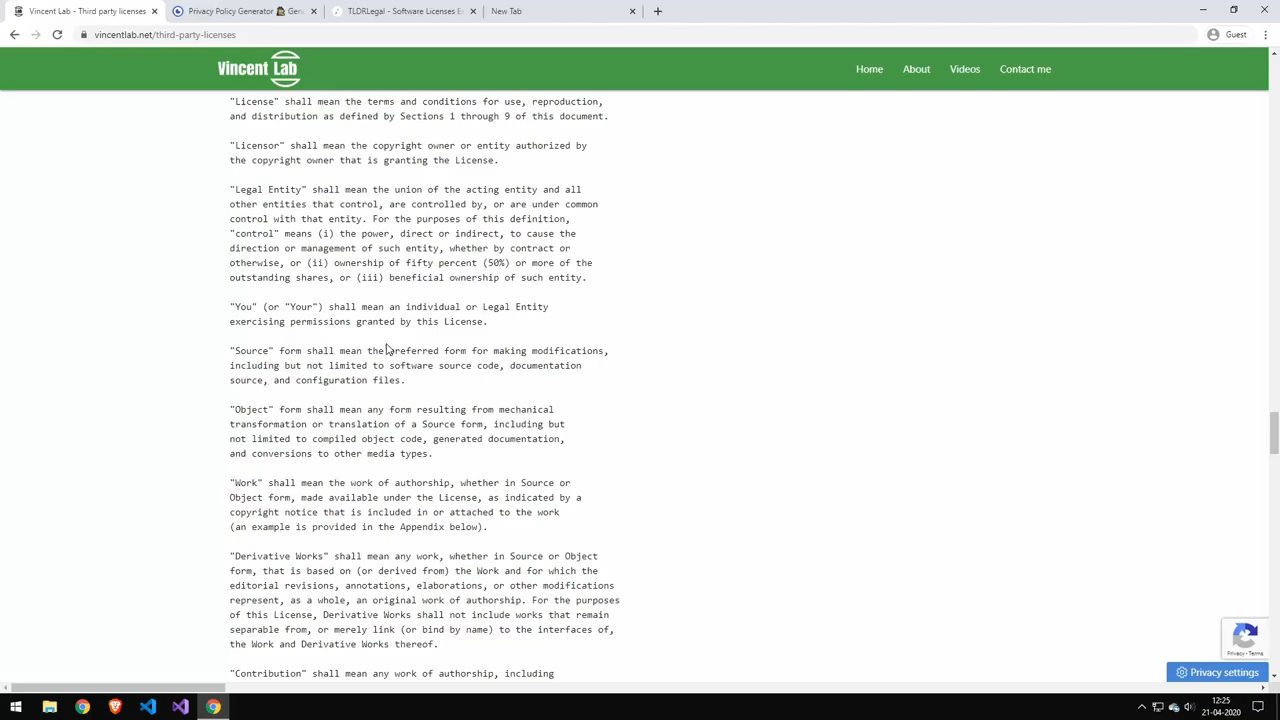 Vincent Lab - Third party licenses
Privacy Policy Generator
TLDRLegal - Software Licenses Ex
New Tab
vincentlab.net/third-party-licenses
Guest
Vincent Lab
Home
About
Videos
Contact me
"License" shall mean the terms and conditions for use, reproduction,
and distribution as defined by Sections 1 through 9 of this document.
"Licensor" shall mean the copyright owner or entity authorized by
the copyright owner that is granting the License.
"Legal Entity" shall mean the union of the acting entity and all
other entities that control, are controlled by, or are under common
control with that entity. For the purposes of this definition,
"control" means (i) the power, direct or indirect, to cause the
direction or management of such entity, whether by contract or
otherwise, or (ii) ownership of fifty percent (50%) or more of the
outstanding shares, or (iii) beneficial ownership of such entity.
"You" (or "Your") shall mean an individual or Legal Entity
exercising permissions granted by this License.
"Source" form shall mean the preferred form for making modifications,
including but not limited to software source code, documentation
source, and configuration files.
"Object" form shall mean any form resulting from mechanical
transformation or translation of a Source form, including but
not limited to compiled object code, generated documentation,
and conversions to other media types.
"Work" shall mean the work of authorship, whether in Source or
Object form, made available under the License, as indicated by a
copyright notice that is included in or attached to the work
(an example is provided in the Appendix below).
"Derivative Works" shall mean any work, whether in Source or Object
form, that is based on (or derived from) the Work and for which the
editorial revisions, annotations, elaborations, or other modifications
represent, as a whole, an original work of authorship. For the purposes
of this License, Derivative Works shall not include works that remain
separable from, or merely link (or bind by name) to the interfaces of,
the Work and Derivative Works thereof.
"Contribution" shall mean any work of authorship, including
Privacy - Terms
Privacy settings
12:25
21-04-2020